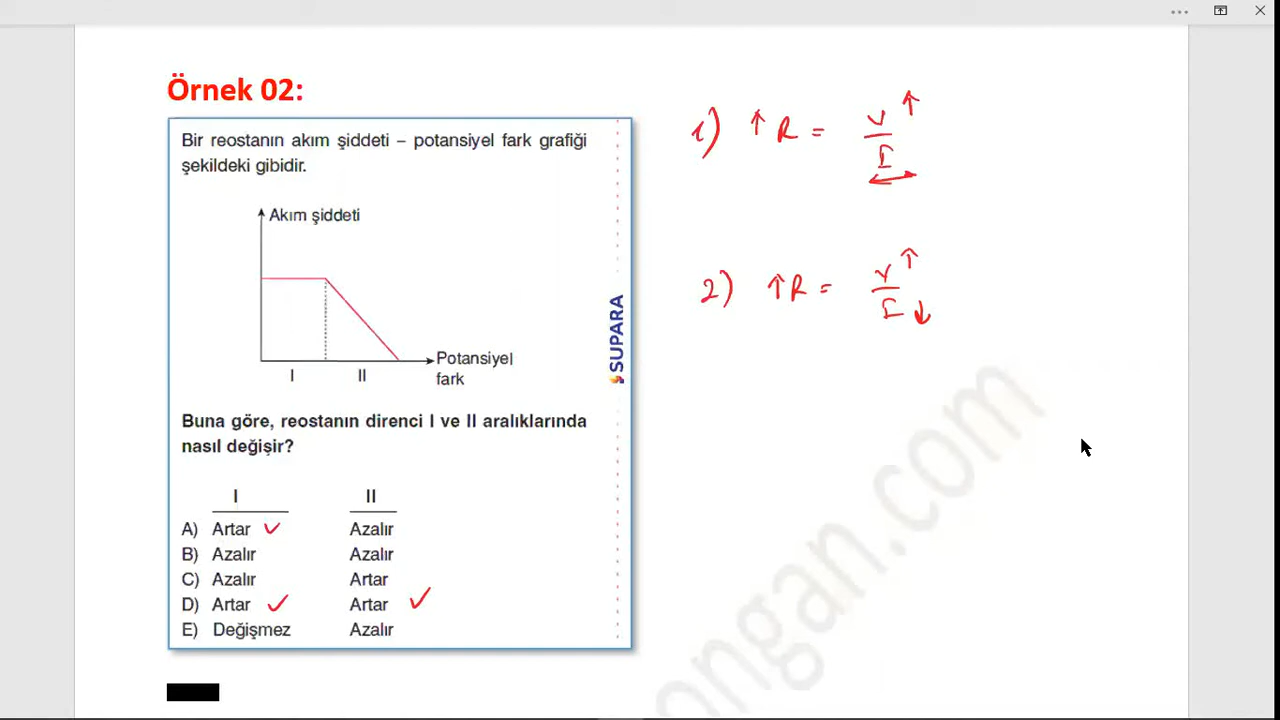 Örnek 02:
Bir reostanın akım şiddeti – potansiyel fark grafiği
şekildeki gibidir.
Akım şiddeti
Potansiyel
fark
I II
SUPARA
Buna göre, reostanın direnci I ve II aralıklarında
nasıl değişir?
I II
A) Artar ✓ Azalır
B) Azalır Azalır
C) Azalır Artar
D) Artar ✓ Artar ✓
E) Değişmez Azalır
1) ↑ R = V ↑
I
↔
2) ↑ R = V ↑
I ↓
ongan.com